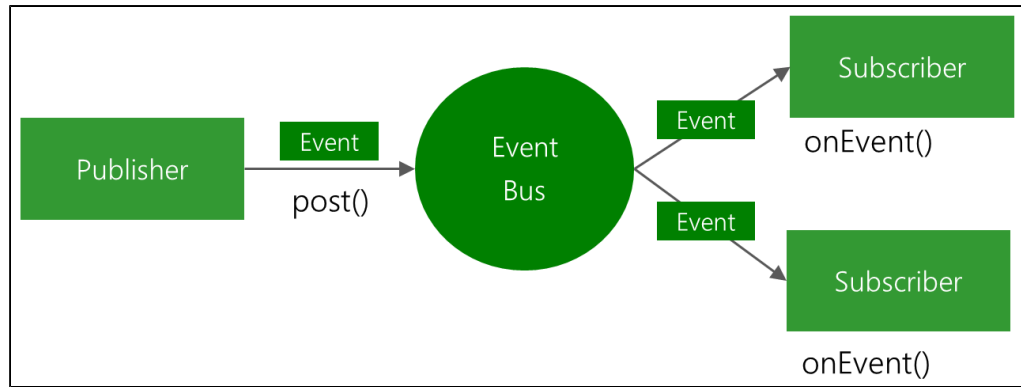 Publisher
Event
post()
Event
Bus
Event
Subscriber
onEvent()
Event
Subscriber
onEvent()